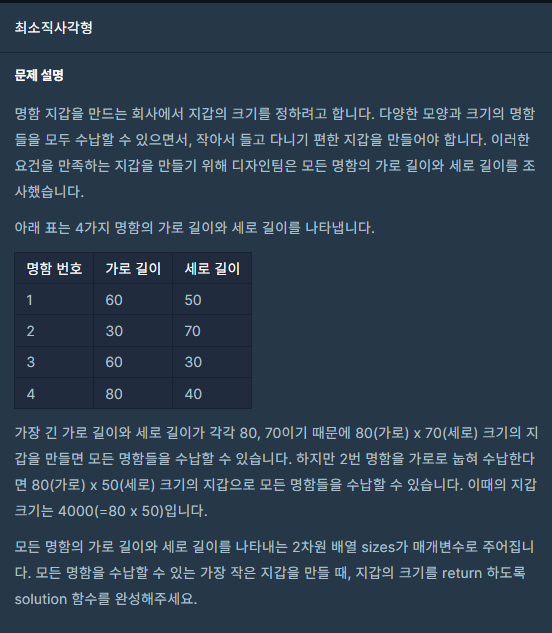 최소직사각형
문제 설명
명함 지갑을 만드는 회사에서 지갑의 크기를 정하려고 합니다. 다양한 모양과 크기의 명함
들을 모두 수납할 수 있으면서, 작아서 들고 다니기 편한 지갑을 만들어야 합니다. 이러한
요건을 만족하는 지갑을 만들기 위해 디자인팀은 모든 명함의 가로 길이와 세로 길이를 조
사했습니다.
아래 표는 4가지 명함의 가로 길이와 세로 길이를 나타냅니다.
명함 번호 가로 길이 세로 길이
1 60 50
2 30 70
3 60 30
4 80 40
가장 긴 가로 길이와 세로 길이가 각각 80, 70이기 때문에 80(가로) x 70(세로) 크기의 지
갑을 만들면 모든 명함들을 수납할 수 있습니다. 하지만 2번 명함을 가로로 눕혀 수납한다
면 80(가로) x 50(세로) 크기의 지갑으로 모든 명함들을 수납할 수 있습니다. 이때의 지갑
크기는 4000(=80 x 50)입니다.
모든 명함의 가로 길이와 세로 길이를 나타내는 2차원 배열 sizes가 매개변수로 주어집니
다. 모든 명함을 수납할 수 있는 가장 작은 지갑을 만들 때, 지갑의 크기를 return 하도록
solution 함수를 완성해주세요.